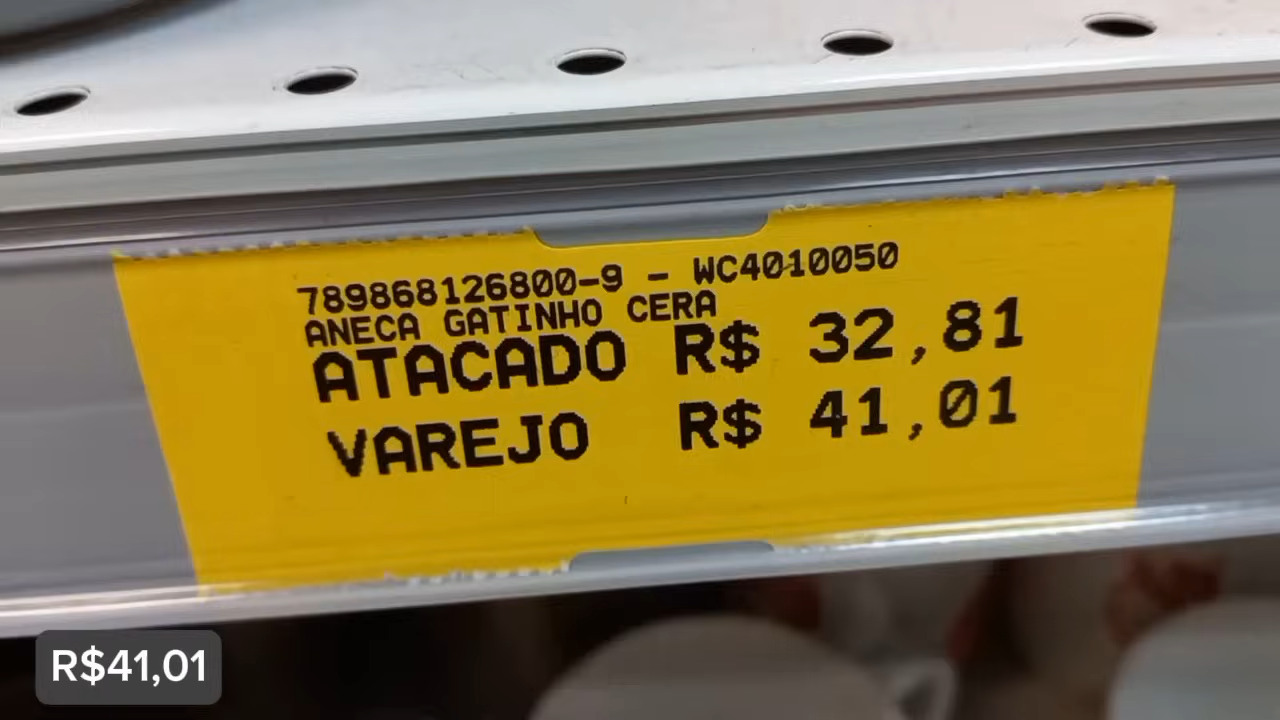 789868126800-9 - WC4010050
ANECA GATINHO CERA
ATACADO R$ 32,81
VAREJO R$ 41,01
R$41,01